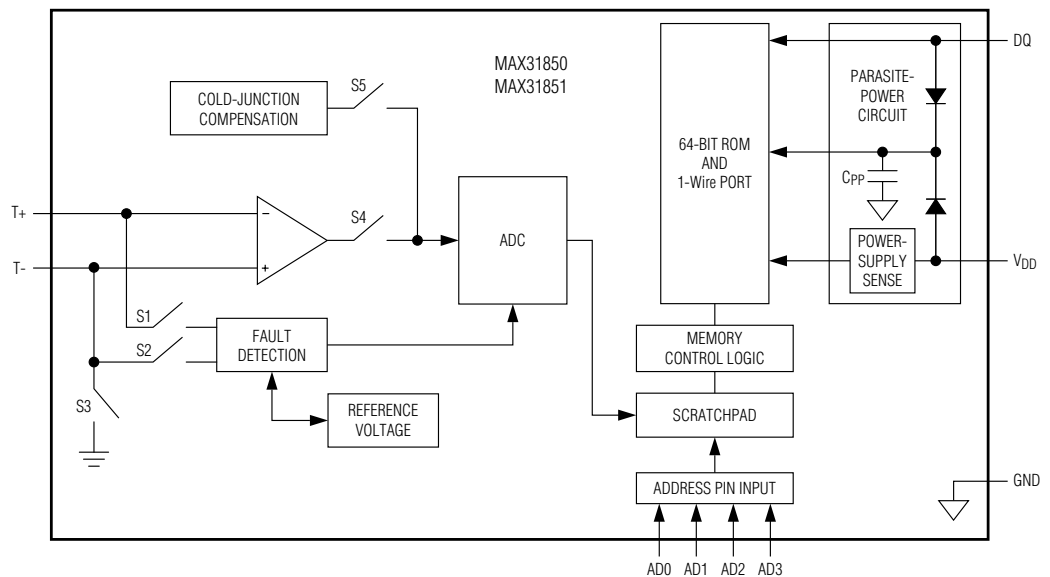 MAX31850
MAX31851
COLD-JUNCTION
COMPENSATION
S5
T+
T-
−
+
S4
ADC
S1
S2
S3
FAULT
DETECTION
REFERENCE
VOLTAGE
64-BIT ROM
AND
1-Wire PORT
MEMORY
CONTROL LOGIC
SCRATCHPAD
ADDRESS PIN INPUT
AD0 AD1 AD2 AD3
PARASITE-
POWER
CIRCUIT
CPP
POWER-
SUPPLY
SENSE
DQ
VDD
GND